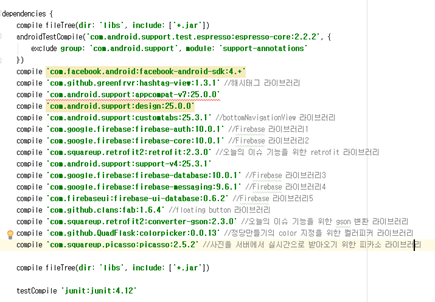 dependencies {
compile fileTree(dir: 'libs', include: ['*.jar'])
androidTestCompile('com.android.support.test.espresso:espresso-core:2.2.2', {
exclude group: 'com.android.support', module: 'support-annotations'
})
compile 'com.facebook.android:facebook-android-sdk:4.+'
compile 'com.github.greenfrvr:hashtag-view:1.3.1' //해시태그 라이브러리
compile 'com.android.support:appcompat-v7:25.0.0'
compile 'com.android.support:design:25.0.0'
compile 'com.android.support:customtabs:25.3.1' //bottomNavigationView 라이브러리
compile 'com.google.firebase:firebase-auth:10.0.1' //Firebase 라이브러리1
compile 'com.google.firebase:firebase-core:10.0.1' //Firebase 라이브러리2
compile 'com.squareup.retrofit2:retrofit:2.3.0' //오늘의 이슈 기능을 위한 retrofit 라이브러리
compile 'com.android.support:support-v4:25.3.1'
compile 'com.google.firebase:firebase-database:10.0.1' //Firebase 라이브러리3
compile 'com.google.firebase:firebase-messaging:9.6.1' //Firebase 라이브러리4
compile 'com.firebaseui:firebase-ui-database:0.6.2' //Firebase 라이브러리5
compile 'com.github.clans:fab:1.6.4' //floating button 라이브러리
compile 'com.squareup.retrofit2:converter-gson:2.3.0' //오늘의 이슈 기능을 위한 gson 변환 라이브러리
compile 'com.github.QuadFlask:colorpicker:0.0.13' //정당만들기의 color 지정을 위한 컬러피커 라이브러리
compile 'com.squareup.picasso:picasso:2.5.2' //사진을 서버에서 실시간으로 받아오기 위한 피카소 라이브러리
compile fileTree(dir: 'libs', include: ['*.jar'])
testCompile 'junit:junit:4.12'